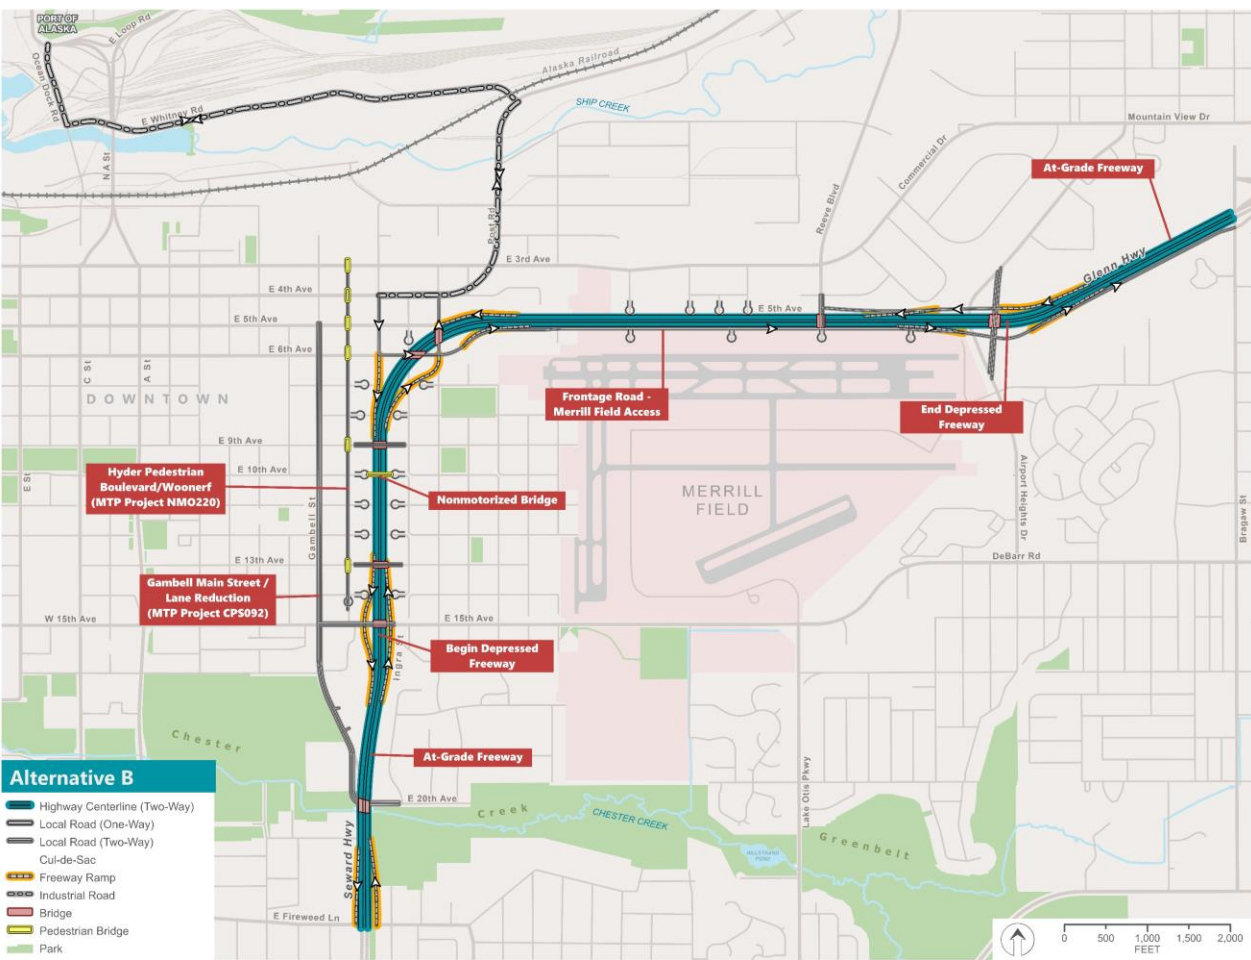 PORT OF
ALASKA
E Loop Rd
Ocean Dock Rd
E Whitney Rd
Alaska Railroad
SHIP CREEK
Mountain View Dr
N A St
Commercial Dr
At-Grade Freeway
Reeve Blvd
Post Rd
E 3rd Ave
Glenn Hwy
E 4th Ave
E 5th Ave
E 5th Ave
E 6th Ave
C St
A St
DOWNTOWN
Frontage Road -
Merrill Field Access
End Depressed
Freeway
E 9th Ave
E 10th Ave
Hyder Pedestrian
Boulevard/Woonerf
(MTP Project NMO220)
Nonmotorized Bridge
MERRILL
FIELD
E St
Gambell St
Airport Heights Dr
Bragaw St
E 13th Ave
DeBarr Rd
Gambell Main Street /
Lane Reduction
(MTP Project CPS092)
W 15th Ave
E 15th Ave
Begin Depressed
Freeway
Ingra St
Chester
At-Grade Freeway
E 20th Ave
Creek
CHESTER CREEK
Lake Otis Pkwy
Greenbelt
HILLSTRAND
POND
Seward Hwy
E Fireweed Ln
Alternative B
Highway Centerline (Two-Way)
Local Road (One-Way)
Local Road (Two-Way)
Cul-de-Sac
Freeway Ramp
Industrial Road
Bridge
Pedestrian Bridge
Park
0 500 1,000 1,500 2,000
FEET